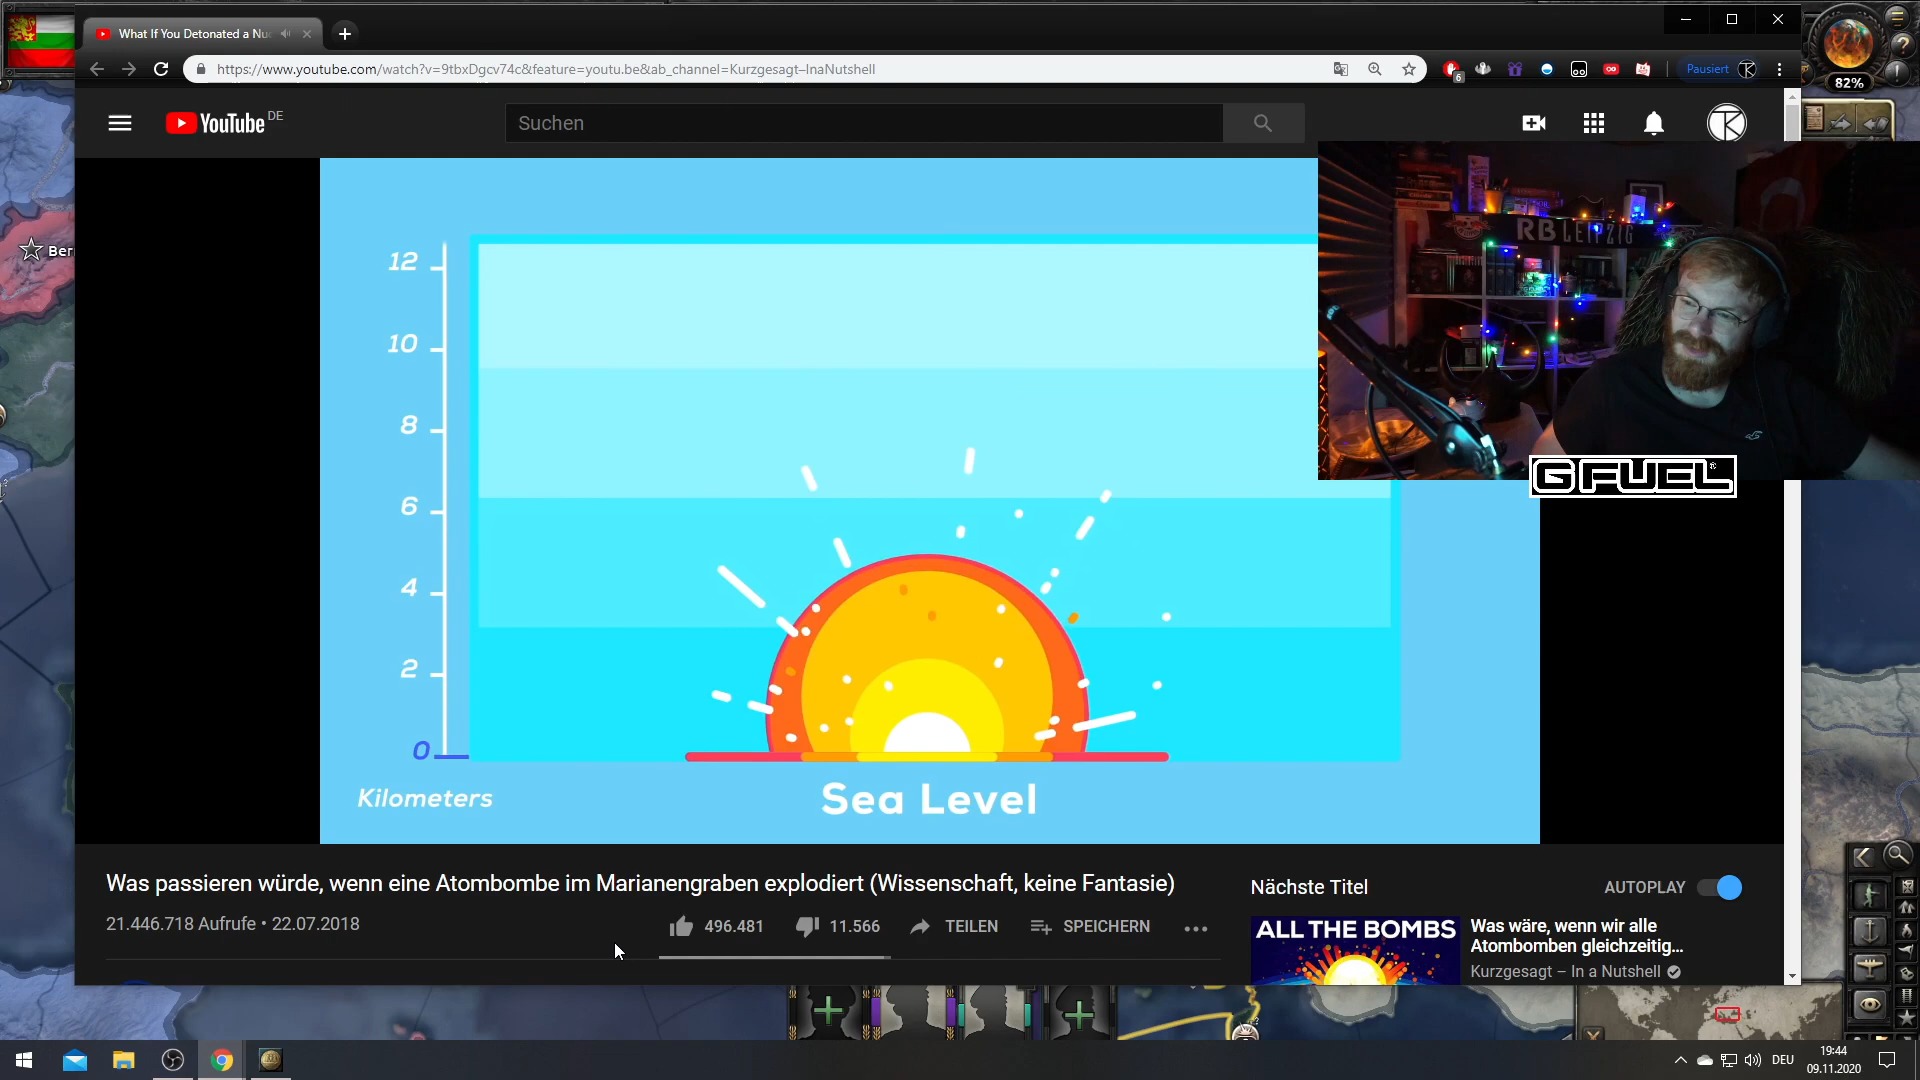 What If You Detonated a Nu
https://www.youtube.com/watch?v=9tbxDgcv74c&feature=youtu.be&ab_channel=Kurzgesagt–InaNutshell
6
Pausiert
82%
YouTube DE
Suchen
RB LEIPZIG
Ber
12
10
8
6
4
2
0
Kilometers
Sea Level
G FUEL
Was passieren würde, wenn eine Atombombe im Marianengraben explodiert (Wissenschaft, keine Fantasie)
21.446.718 Aufrufe • 22.07.2018
496.481
11.566
TEILEN
SPEICHERN
Nächste Titel
AUTOPLAY
ALL THE BOMBS
Was wäre, wenn wir alle
Atombomben gleichzeitig...
Kurzgesagt – In a Nutshell
DEU
19:44
09.11.2020